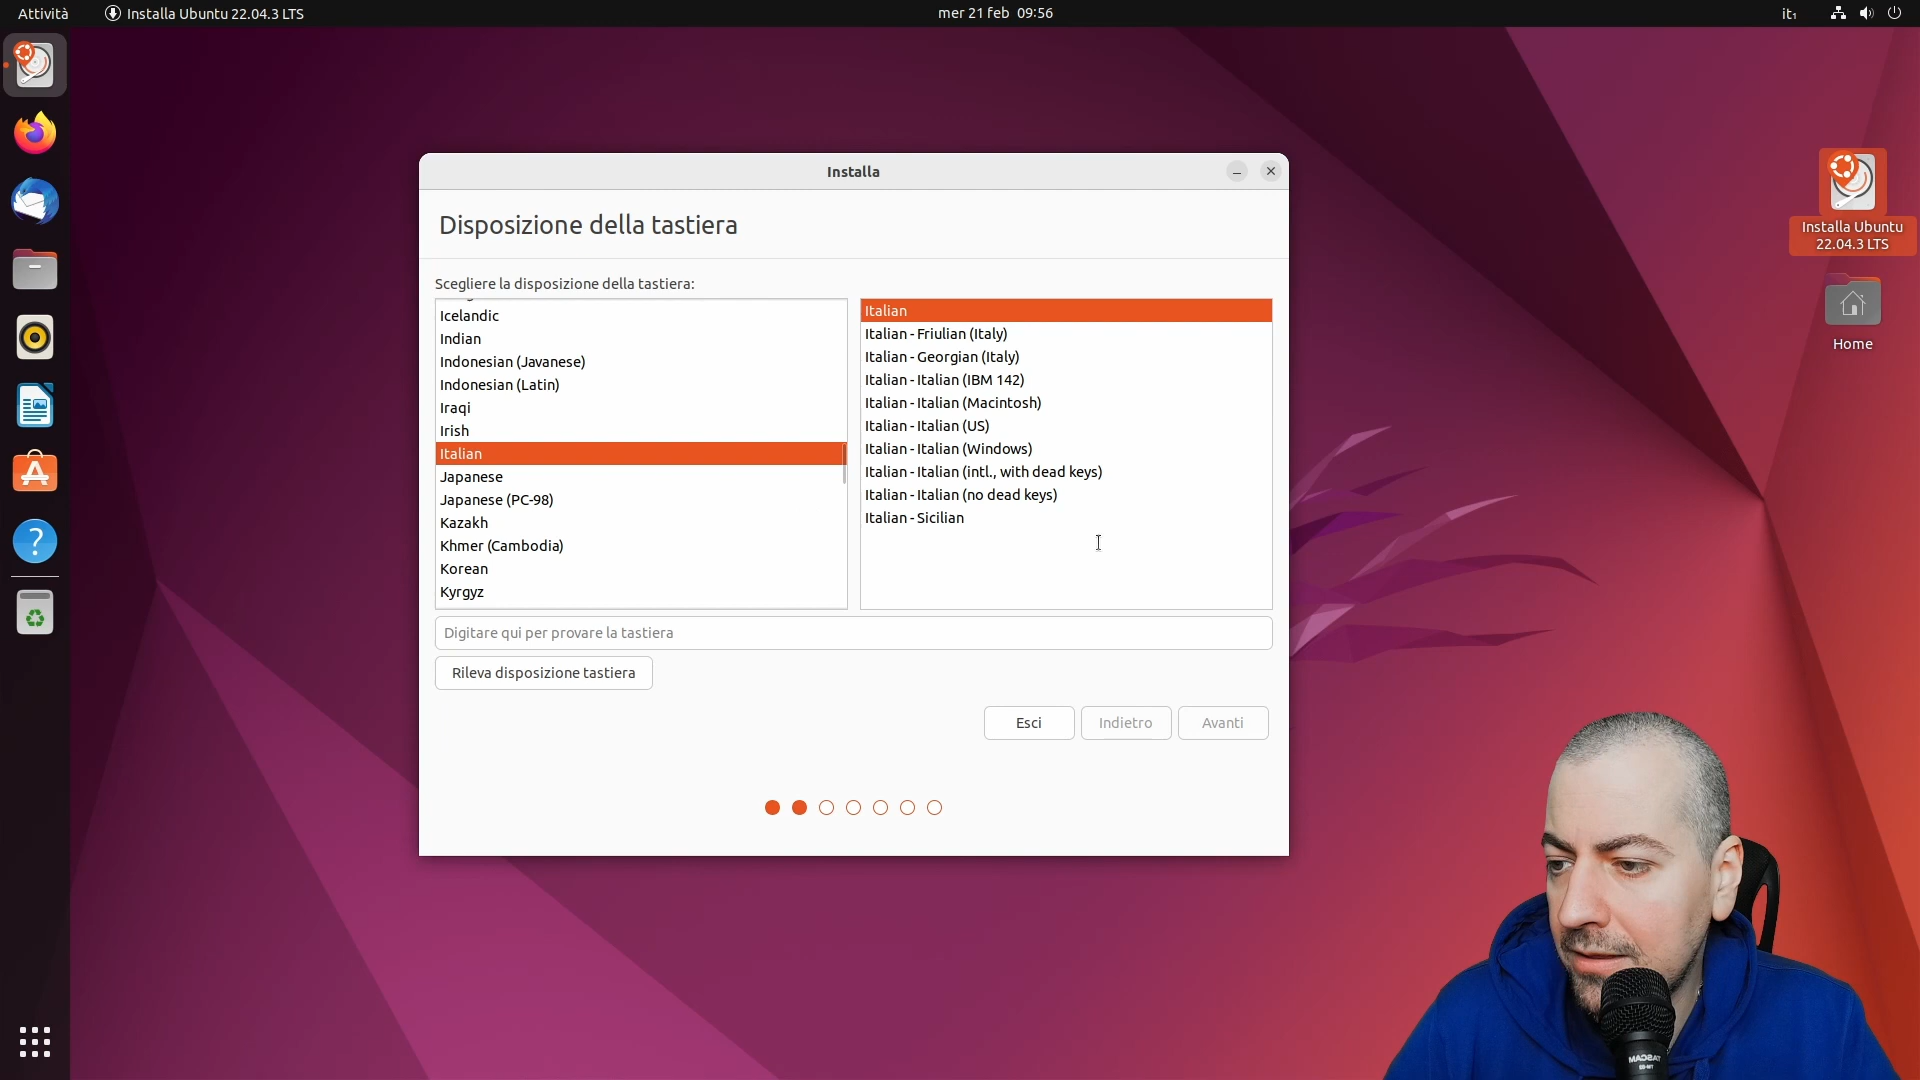 Attività
Installa Ubuntu 22.04.3 LTS
mer 21 feb 09:56
it₁
Installa
Disposizione della tastiera
Scegliere la disposizione della tastiera:
Icelandic
Indian
Indonesian (Javanese)
Indonesian (Latin)
Iraqi
Irish
Italian
Japanese
Japanese (PC-98)
Kazakh
Khmer (Cambodia)
Korean
Kyrgyz
Italian
Italian - Friulian (Italy)
Italian - Georgian (Italy)
Italian - Italian (IBM 142)
Italian - Italian (Macintosh)
Italian - Italian (US)
Italian - Italian (Windows)
Italian - Italian (intl., with dead keys)
Italian - Italian (no dead keys)
Italian - Sicilian
Digitare qui per provare la tastiera
Rileva disposizione tastiera
Esci
Indietro
Avanti
Installa Ubuntu
22.04.3 LTS
Home
TASCAM